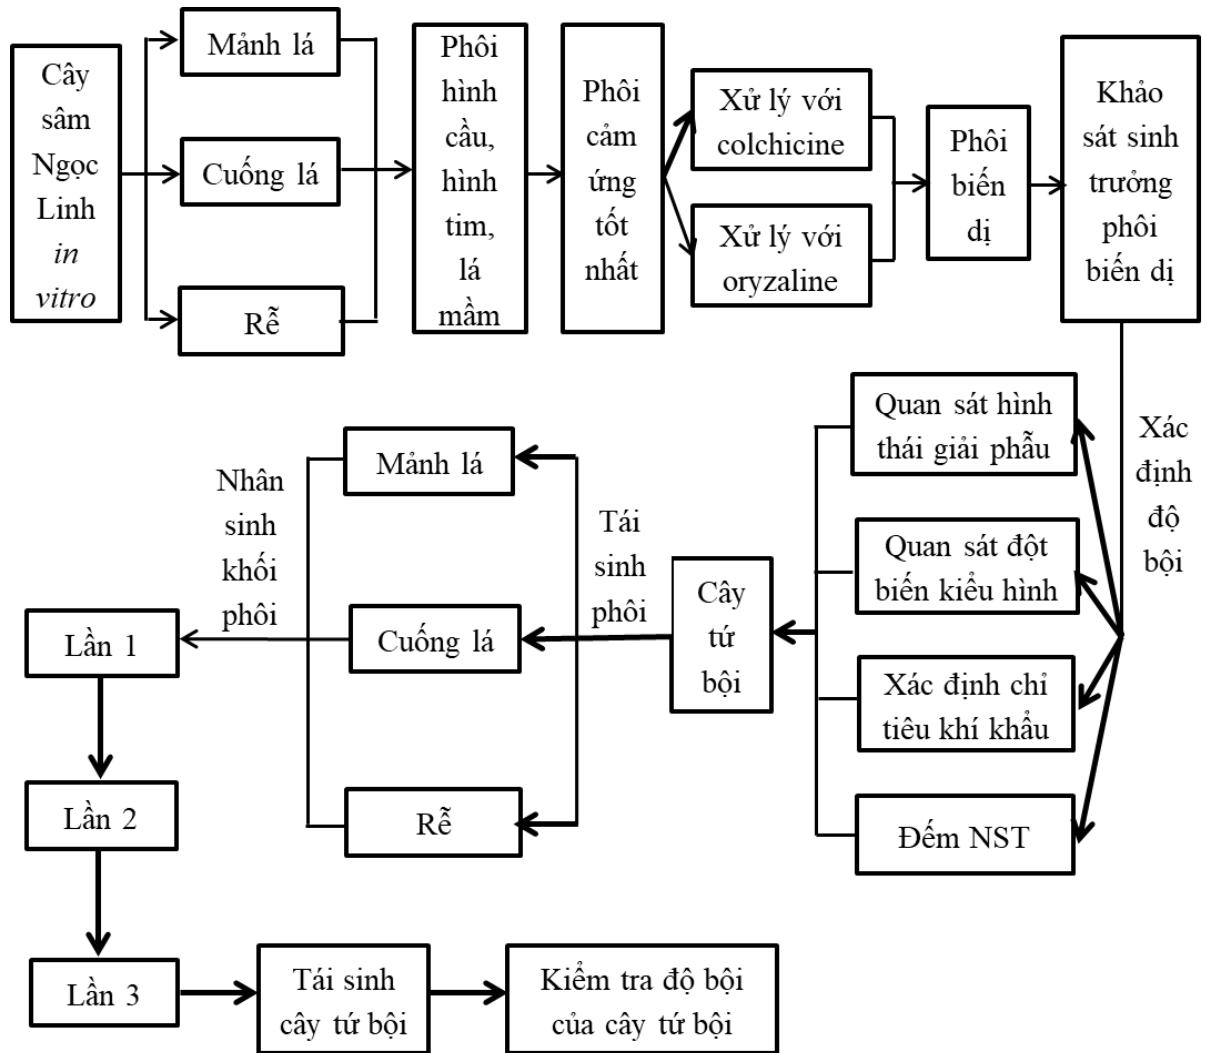 Cây
sâm
Ngọc
Linh
in
vitro
Mảnh lá
Cuống lá
Rễ
Phôi
hình
cầu,
hình
tim,
lá
mầm
Phôi
cảm
ứng
tốt
nhất
Xử lý với
colchicine
Xử lý với
oryzaline
Phôi
biến
dị
Khảo
sát sinh
trưởng
phôi
biến dị
Xác
định
độ
bội
Quan sát hình
thái giải phẫu
Quan sát đột
biến kiểu hình
Xác định chỉ
tiêu khí khẩu
Đếm NST
Cây
tứ
bội
Tái
sinh
phôi
Mảnh lá
Cuống lá
Rễ
Nhân
sinh
khối
phôi
Lần 1
Lần 2
Lần 3
Tái sinh
cây tứ bội
Kiểm tra độ bội
của cây tứ bội